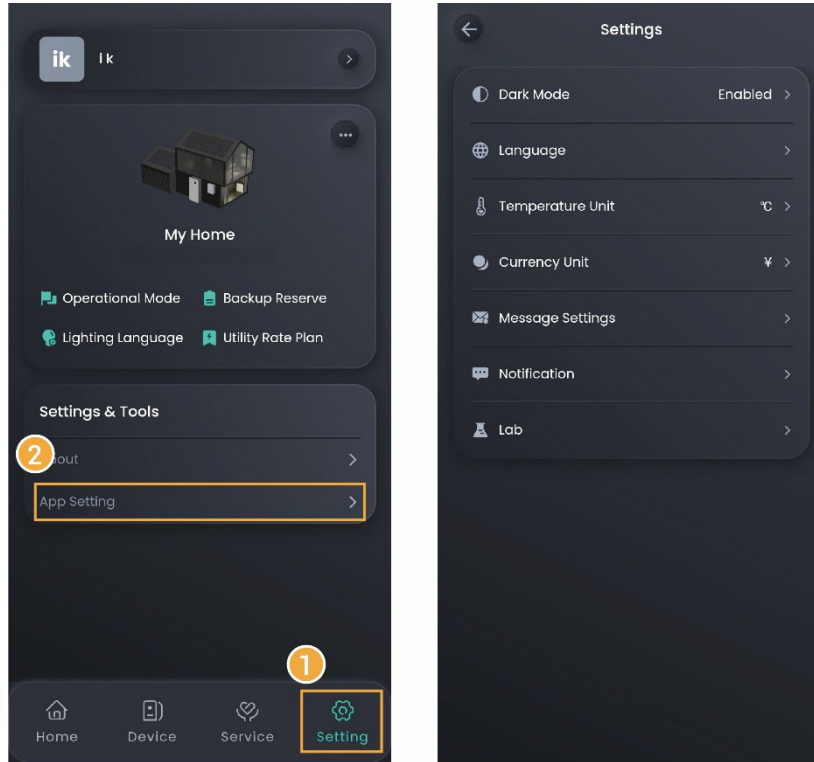 ik
i k
My Home
Operational Mode
Backup Reserve
Lighting Language
Utility Rate Plan
Settings & Tools
2
out
App Setting
1
Home
Device
Service
Setting
Settings
Dark Mode Enabled
Language
Temperature Unit °C
Currency Unit ¥
Message Settings
Notification
Lab